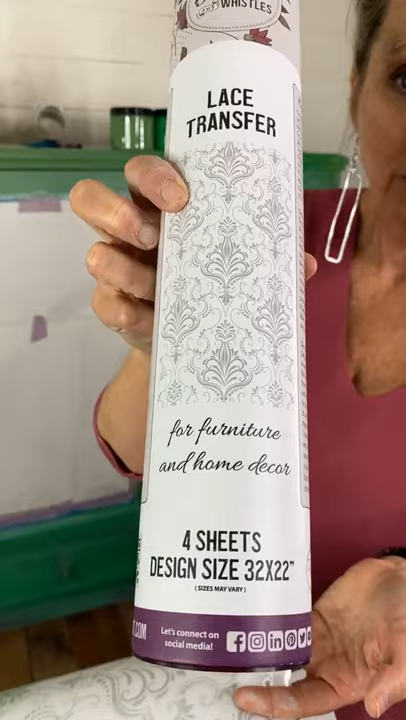 AND WHISTLES
LACE
TRANSFER
for furniture
and home decor
4 SHEETS
DESIGN SIZE 32X22"
( SIZES MAY VARY )
.COM
Let's connect on
social media!